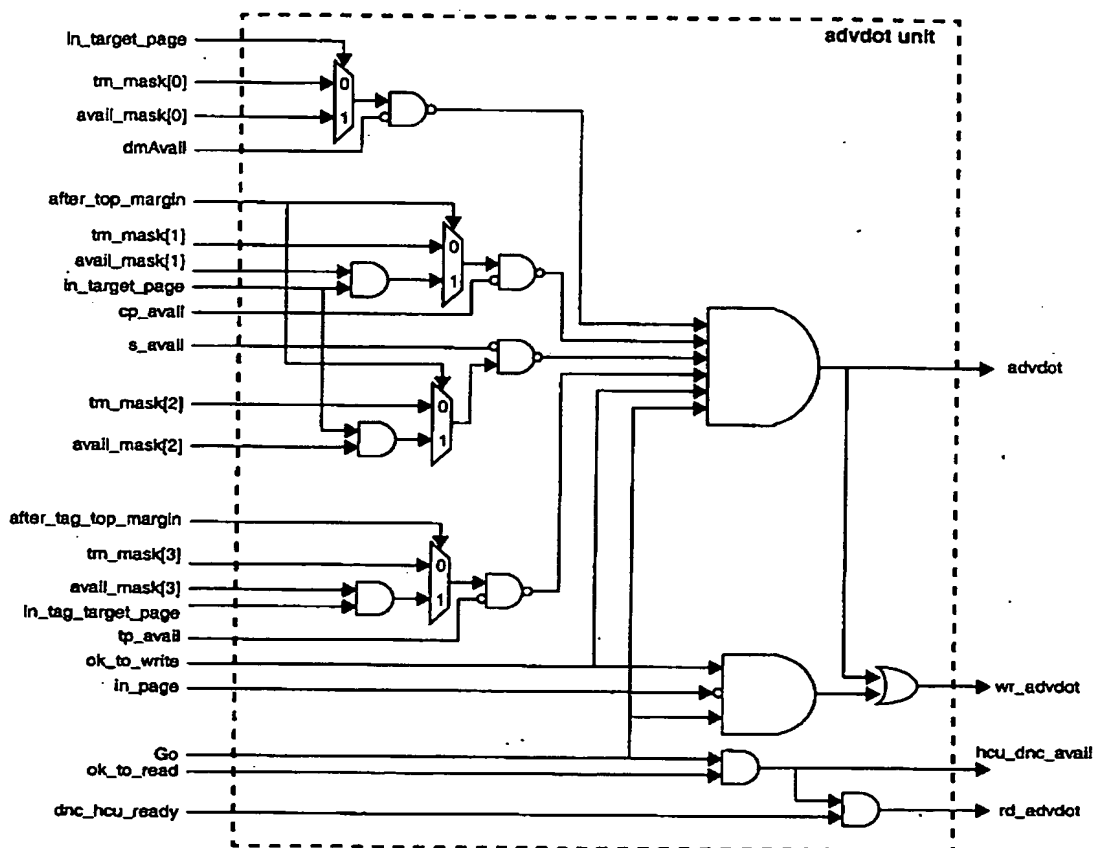 advdot unit
in_target_page
tm_mask[0]
avail_mask[0]
dmAvail
0
1
after_top_margin
tm_mask[1]
avail_mask[1]
in_target_page
cp_avail
0
1
s_avail
tm_mask[2]
avail_mask[2]
0
1
advdot
after_tag_top_margin
tm_mask[3]
avail_mask[3]
in_tag_target_page
tp_avail
0
1
ok_to_write
in_page
wr_advdot
Go
ok_to_read
hcu_dnc_avail
dnc_hcu_ready
rd_advdot